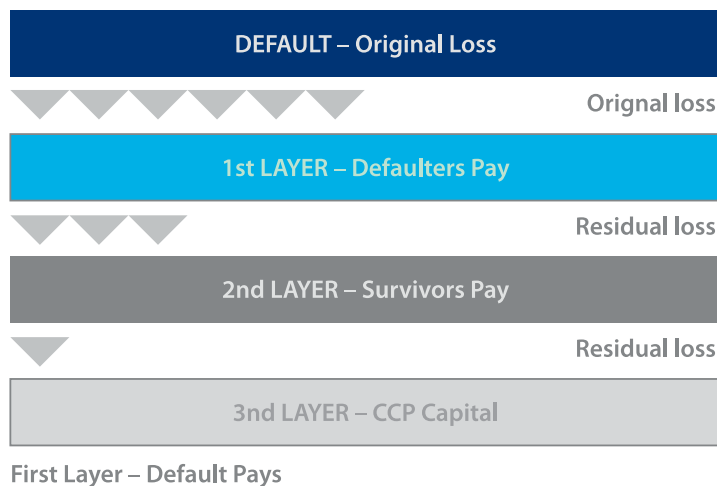 DEFAULT – Original Loss
Orignal loss
1st LAYER – Defaulters Pay
Residual loss
2nd LAYER – Survivors Pay
Residual loss
3nd LAYER – CCP Capital
First Layer – Default Pays